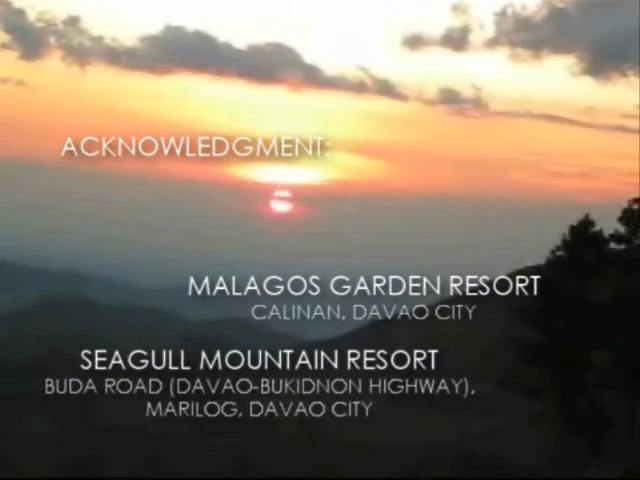 ACKNOWLEDGMENT:
MALAGOS GARDEN RESORT
CALINAN, DAVAO CITY
SEAGULL MOUNTAIN RESORT
BUDA ROAD (DAVAO-BUKIDNON HIGHWAY),
MARILOG, DAVAO CITY